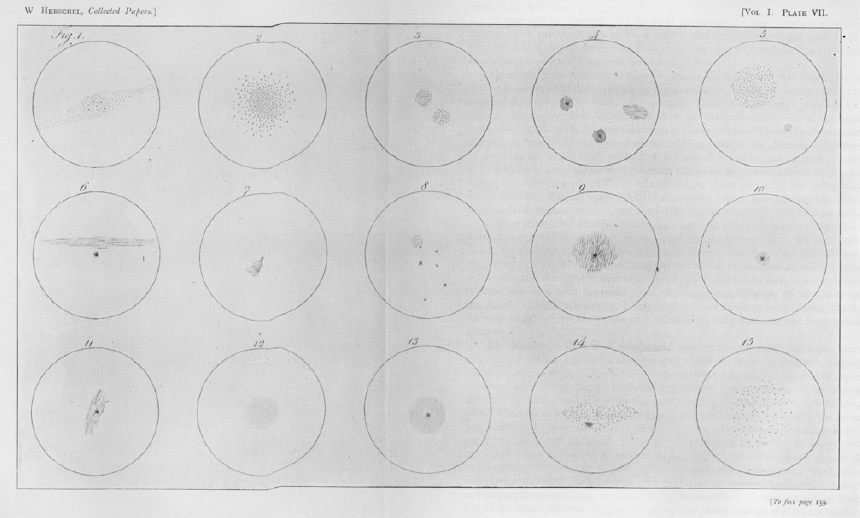 W HERSCHEL, Collected Papers.]
[VOL I. PLATE VII.
Fig. 1. 2 3 4 5
6 7 8 9 10
11 12 13 14 15
[To face page 159.